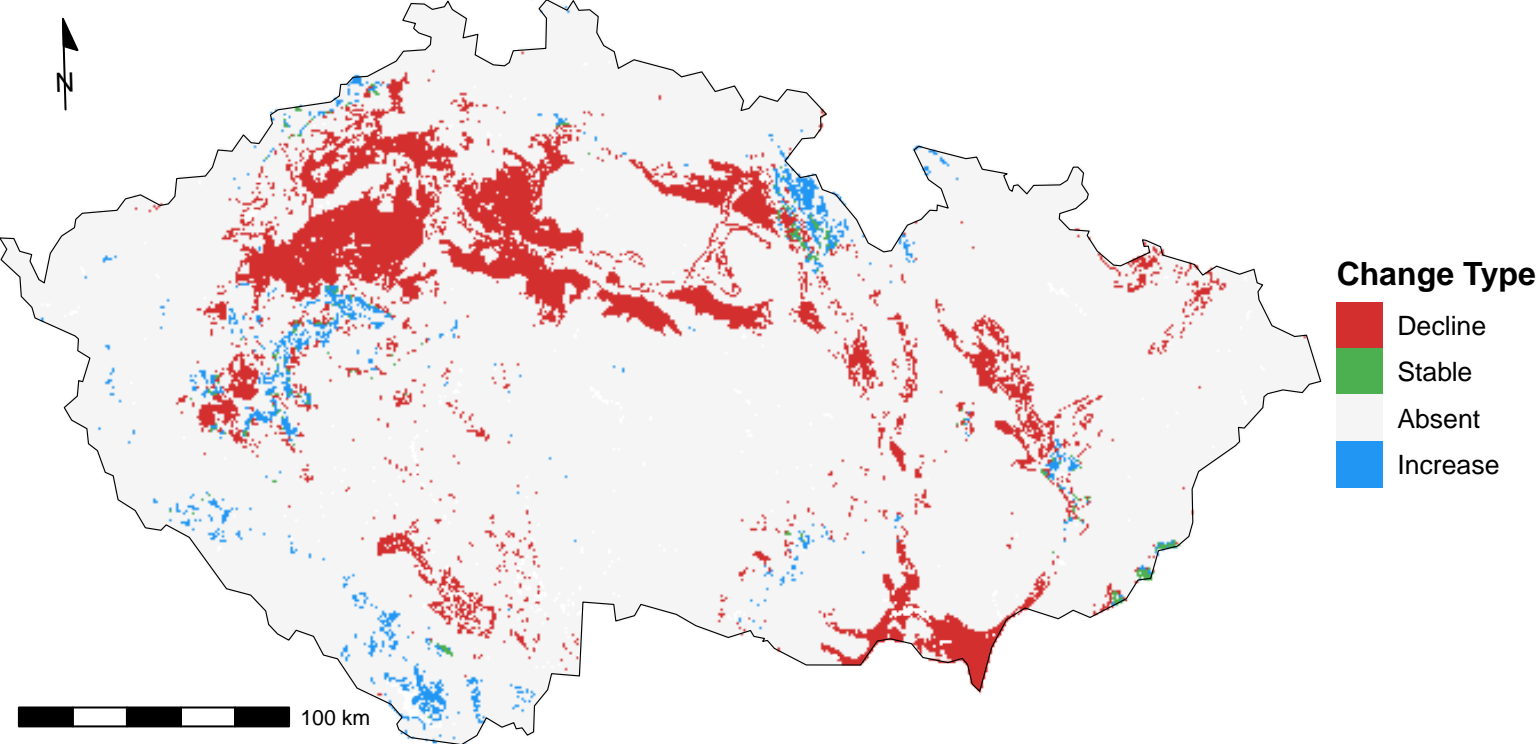 N
Change Type
Decline
Stable
Absent
Increase
100 km